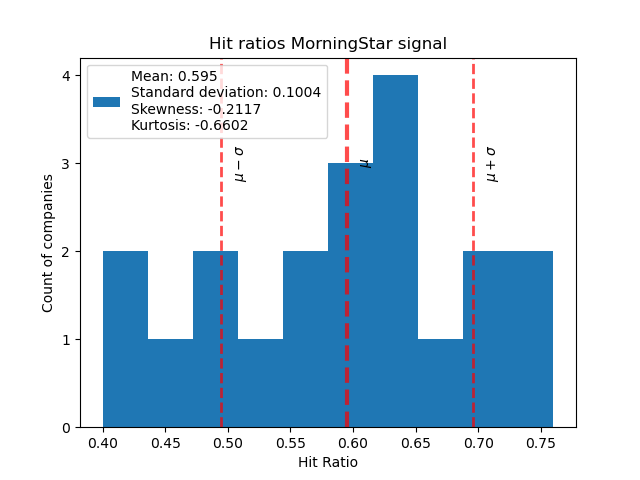 Hit ratios MorningStar signal
Mean: 0.595
Standard deviation: 0.1004
Skewness: -0.2117
Kurtosis: -0.6602
μ − σ
μ
μ + σ
Count of companies
4
3
2
1
0
0.40 0.45 0.50 0.55 0.60 0.65 0.70 0.75
Hit Ratio